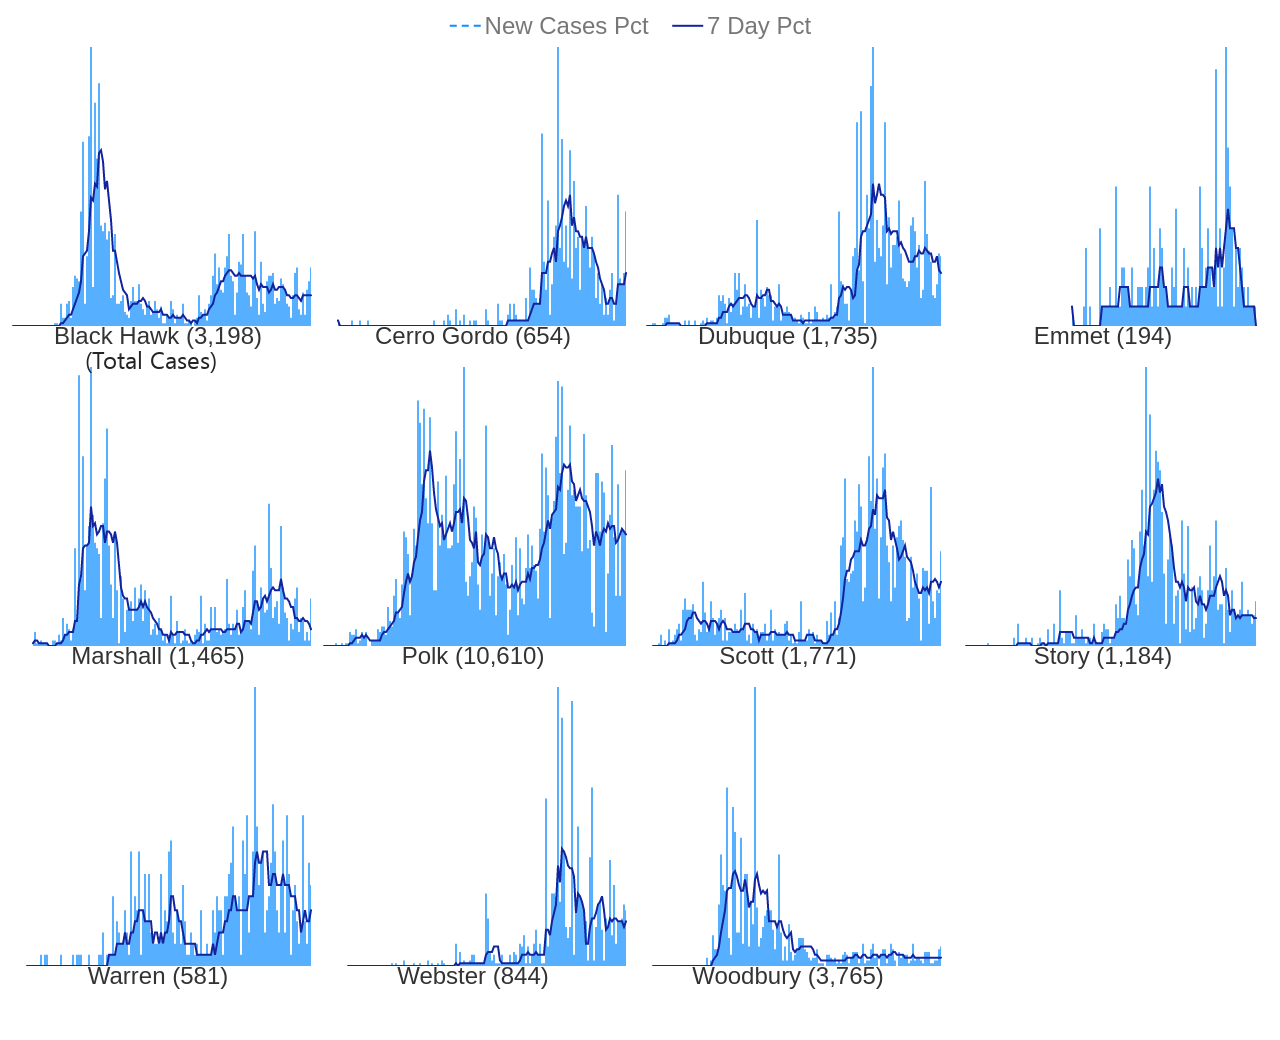 New Cases Pct 7 Day Pct
Black Hawk (3,198) Cerro Gordo (654) Dubuque (1,735) Emmet (194)
(Total Cases)
Marshall (1,465) Polk (10,610) Scott (1,771) Story (1,184)
Warren (581) Webster (844) Woodbury (3,765)